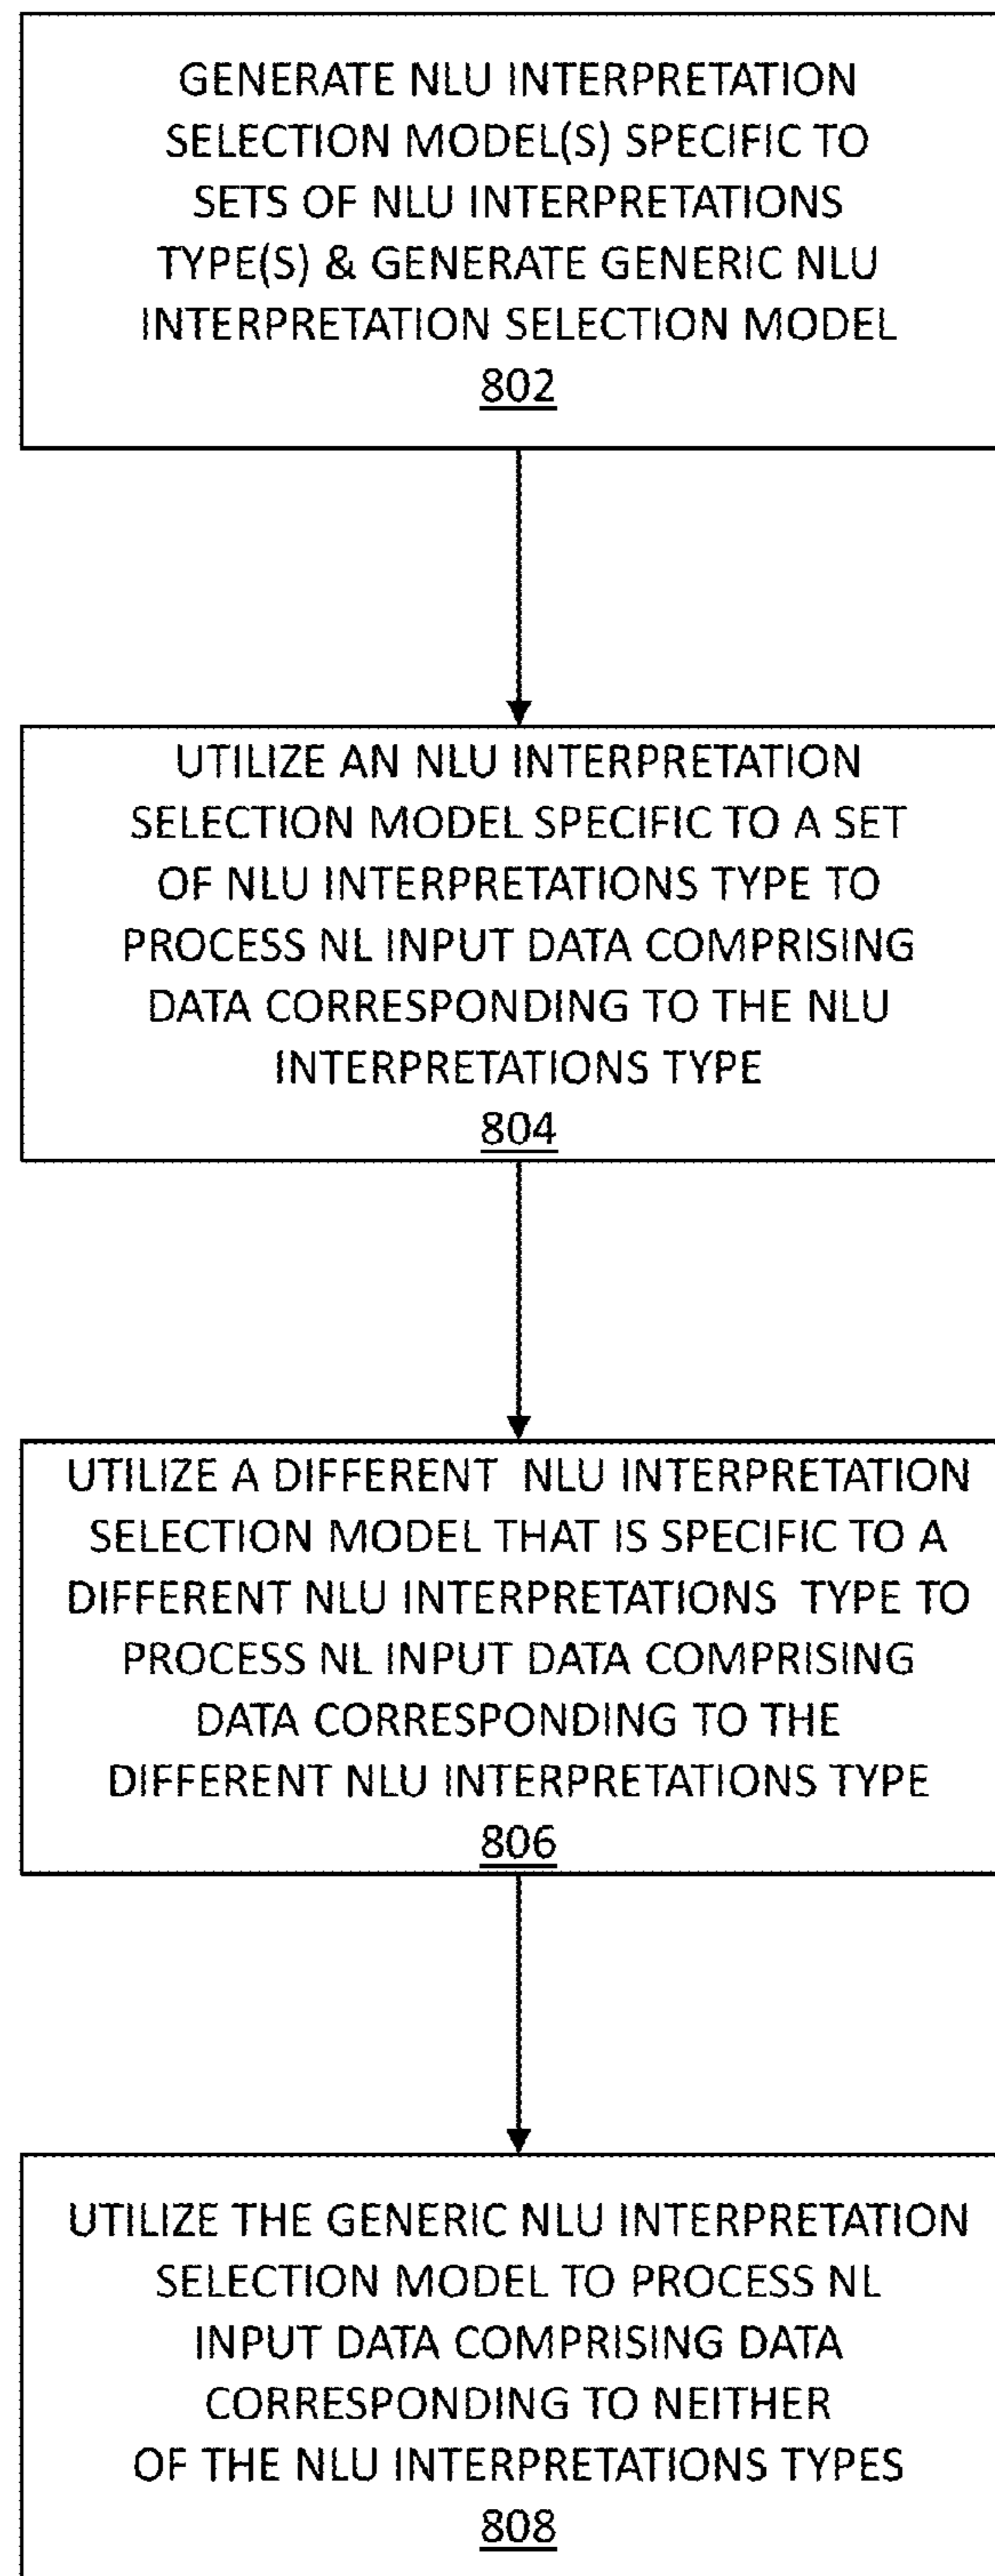 GENERATE NLU INTERPRETATION
SELECTION MODEL(S) SPECIFIC TO
SETS OF NLU INTERPRETATIONS
TYPE(S) & GENERATE GENERIC NLU
INTERPRETATION SELECTION MODEL
802
UTILIZE AN NLU INTERPRETATION
SELECTION MODEL SPECIFIC TO A SET
OF NLU INTERPRETATIONS TYPE TO
PROCESS NL INPUT DATA COMPRISING
DATA CORRESPONDING TO THE NLU
INTERPRETATIONS TYPE
804
UTILIZE A DIFFERENT NLU INTERPRETATION
SELECTION MODEL THAT IS SPECIFIC TO A
DIFFERENT NLU INTERPRETATIONS TYPE TO
PROCESS NL INPUT DATA COMPRISING
DATA CORRESPONDING TO THE
DIFFERENT NLU INTERPRETATIONS TYPE
806
UTILIZE THE GENERIC NLU INTERPRETATION
SELECTION MODEL TO PROCESS NL
INPUT DATA COMPRISING DATA
CORRESPONDING TO NEITHER
OF THE NLU INTERPRETATIONS TYPES
808